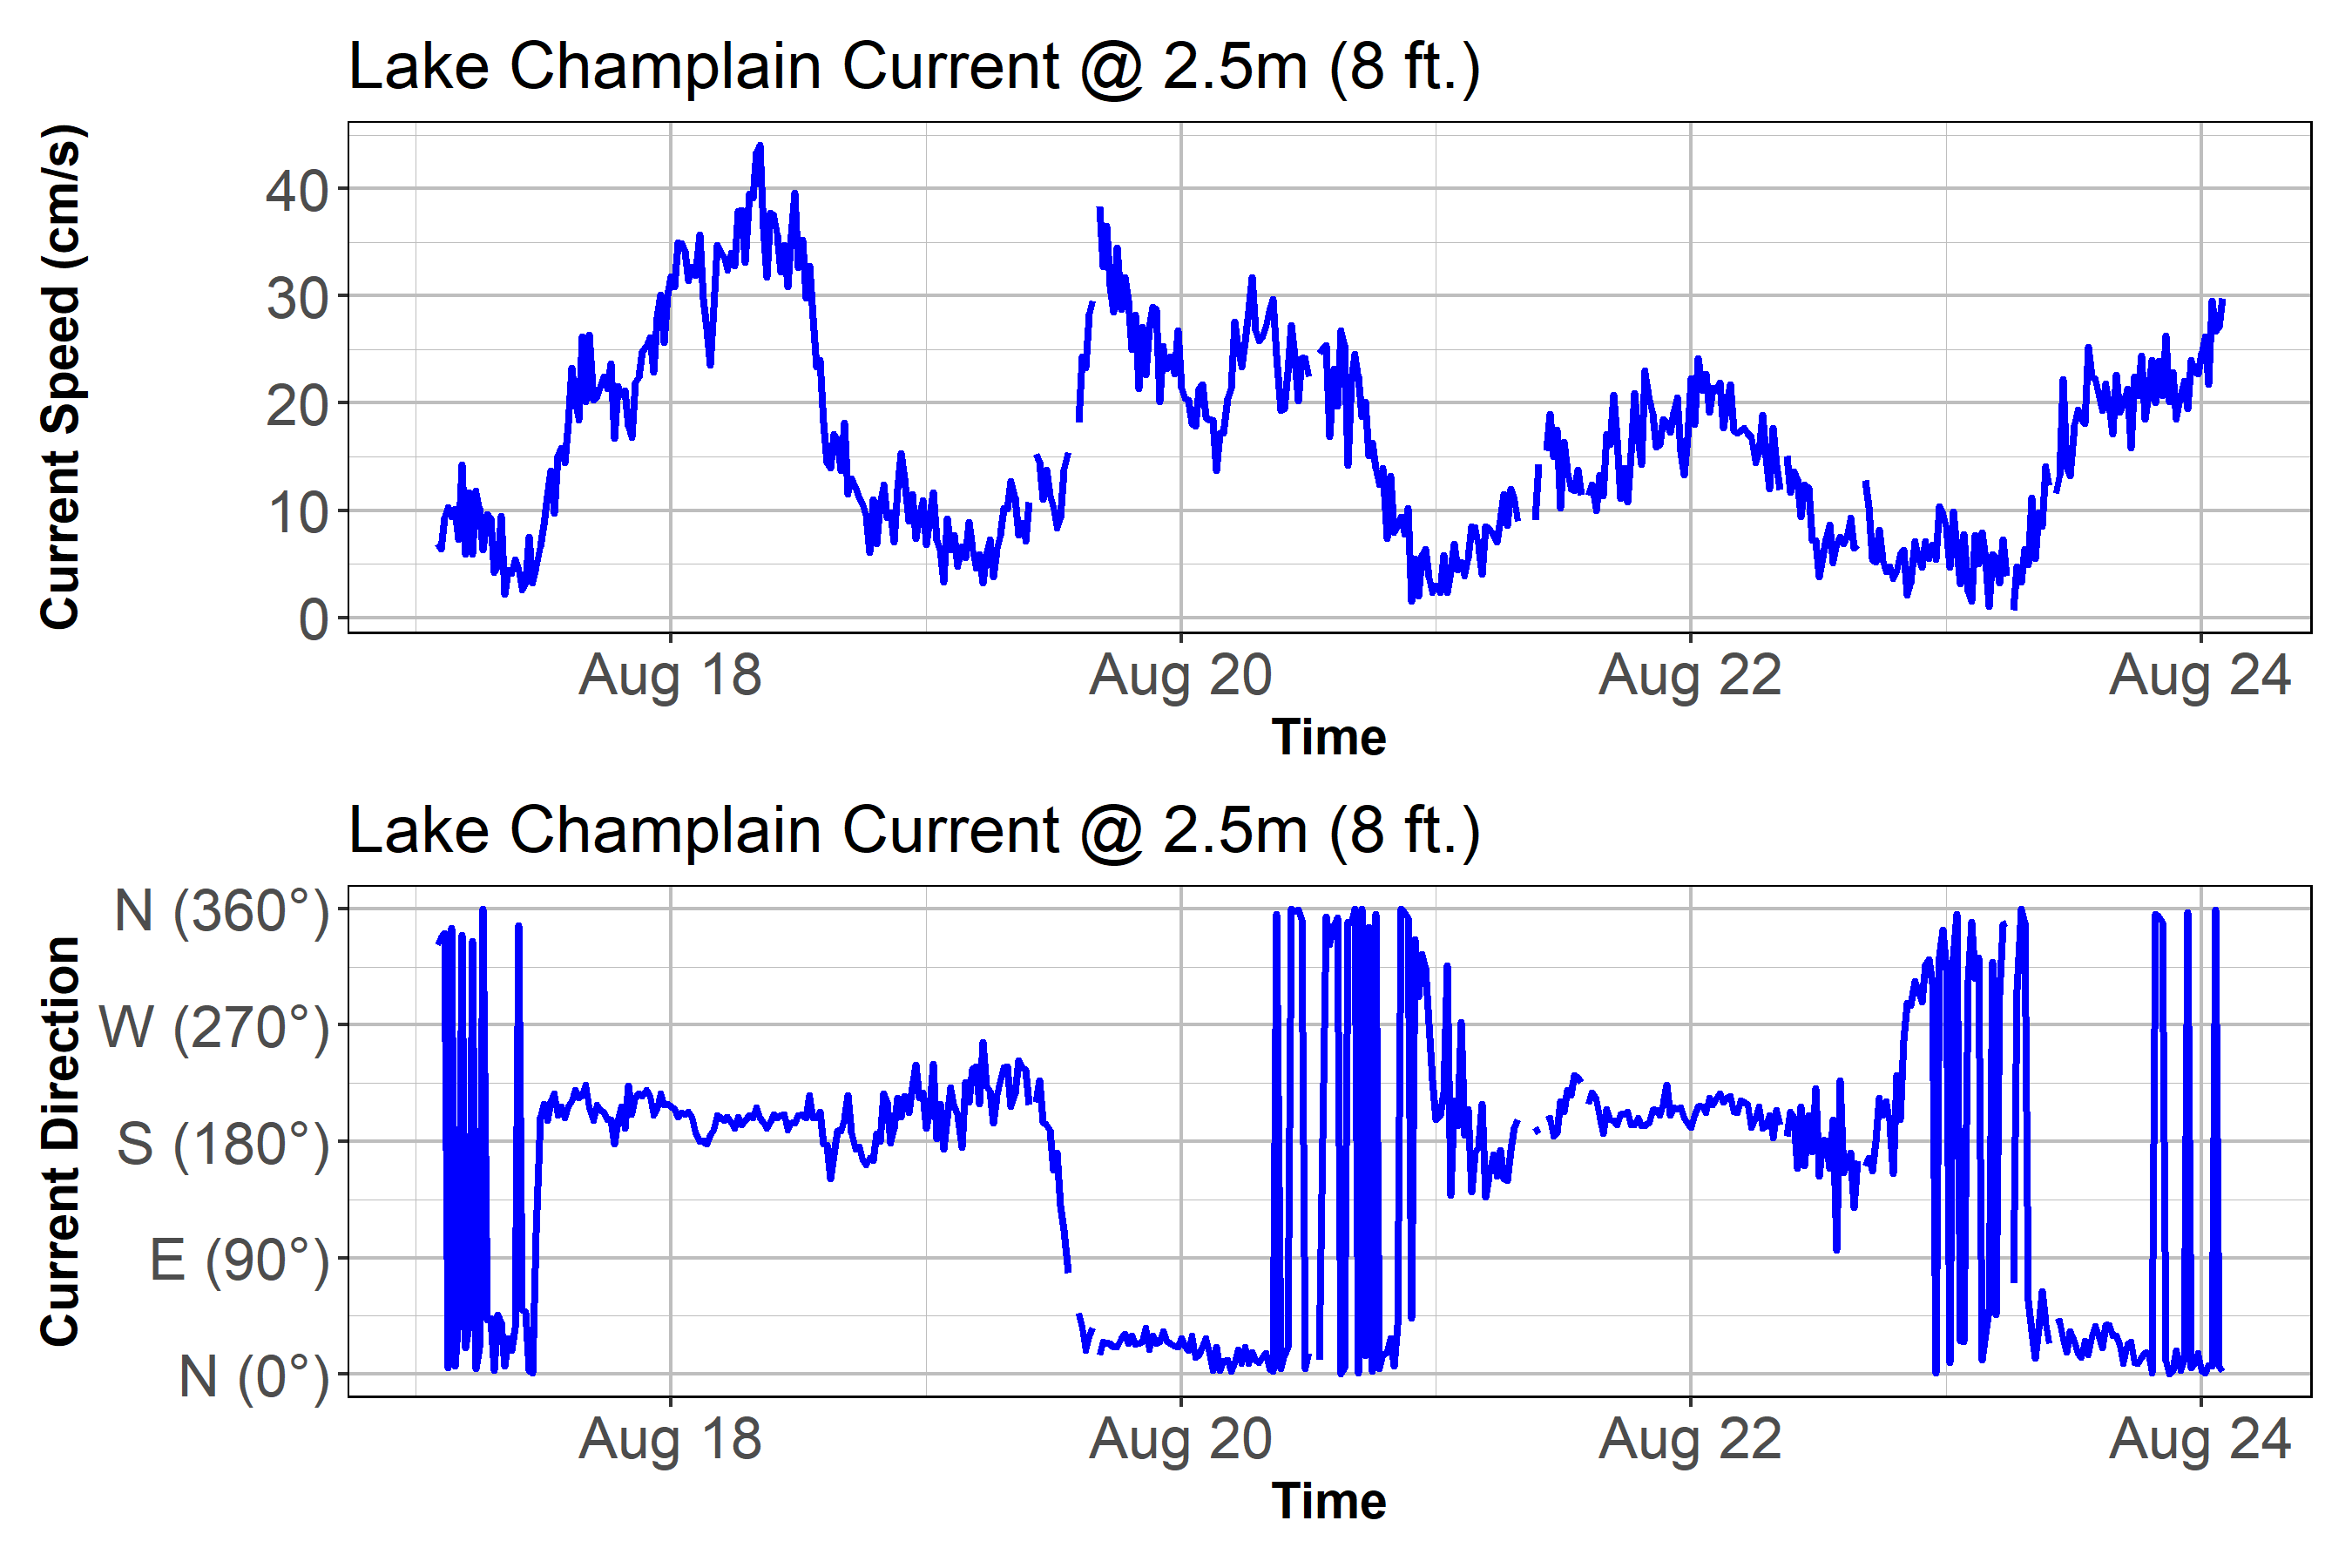 Lake Champlain Current @ 2.5m (8 ft.)
Current Speed (cm/s)
40
30
20
10
0
Aug 18 Aug 20 Aug 22 Aug 24
Time
Lake Champlain Current @ 2.5m (8 ft.)
Current Direction
N (360°)
W (270°)
S (180°)
E (90°)
N (0°)
Aug 18 Aug 20 Aug 22 Aug 24
Time